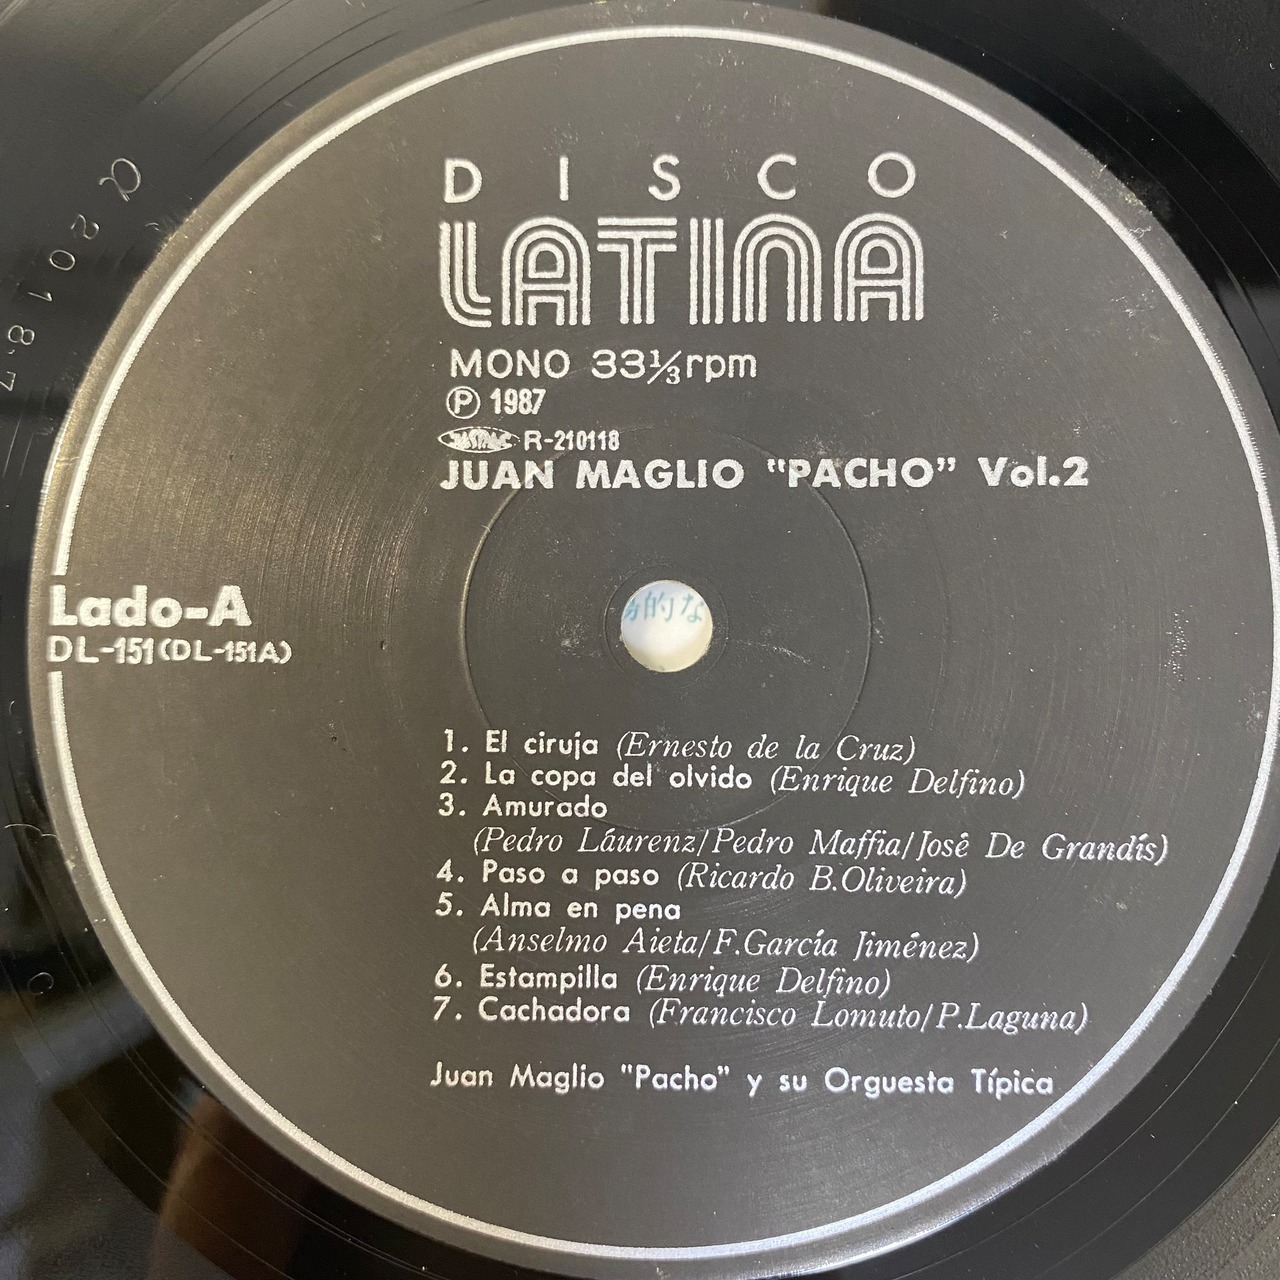 DISCO
LATINA
MONO 33⅓rpm
Ⓟ 1987
JASRAC R-210118
JUAN MAGLIO "PACHO" Vol.2
Lado-A
DL-151(DL-151A)
的な
1. El ciruja (Ernesto de la Cruz)
2. La copa del olvido (Enrique Delfino)
3. Amurado
(Pedro Láurenz/Pedro Maffia/José De Grandís)
4. Paso a paso (Ricardo B.Oliveira)
5. Alma en pena
(Anselmo Aieta/F.García Jiménez)
6. Estampilla (Enrique Delfino)
7. Cachadora (Francisco Lomuto/P.Laguna)
Juan Maglio "Pacho" y su Orguesta Típica